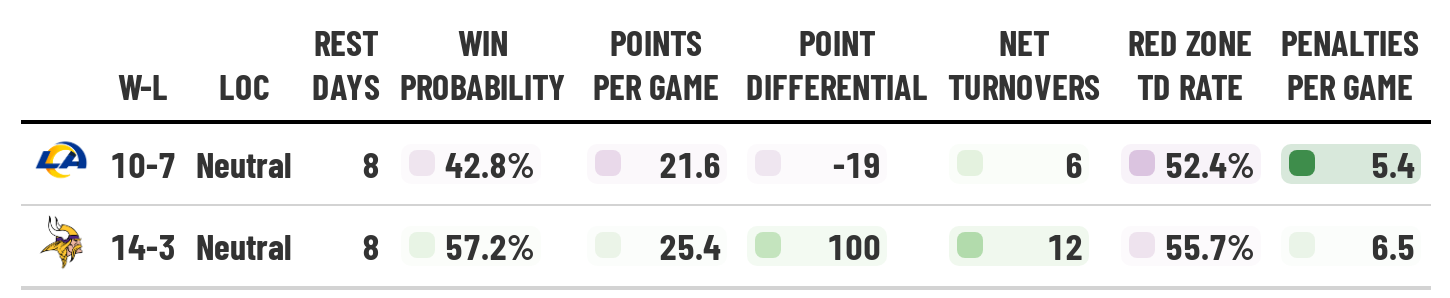 REST WIN POINTS POINT NET RED ZONE PENALTIES
W-L LOC DAYS PROBABILITY PER GAME DIFFERENTIAL TURNOVERS TD RATE PER GAME
LA 10-7 Neutral 8 42.8% 21.6 -19 6 52.4% 5.4
14-3 Neutral 8 57.2% 25.4 100 12 55.7% 6.5